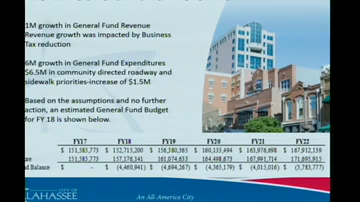 1M growth in General Fund Revenue
Revenue growth was impacted by Business
Tax reduction
6M growth in General Fund Expenditures
$6.5M in community directed roadway and
sidewalk priorities-increase of $1.5M
Based on the assumptions and no further
action, an estimated General Fund Budget
for FY 18 is shown below.
FY17 FY18 FY19 FY20 FY21 FY22
$ 151,585,773 $ 152,715,200 $ 156,380,365 $ 160,133,494 $ 163,976,698 $ 167,912,139
151,585,773 157,176,141 161,074,633 164,498,673 167,991,714 171,695,915
d Balance $ - $ (4,460,941) $ (4,694,267) $ (4,365,179) $ (4,015,016) $ (3,783,777)
CITY OF
LAHASSEE
An All-America City